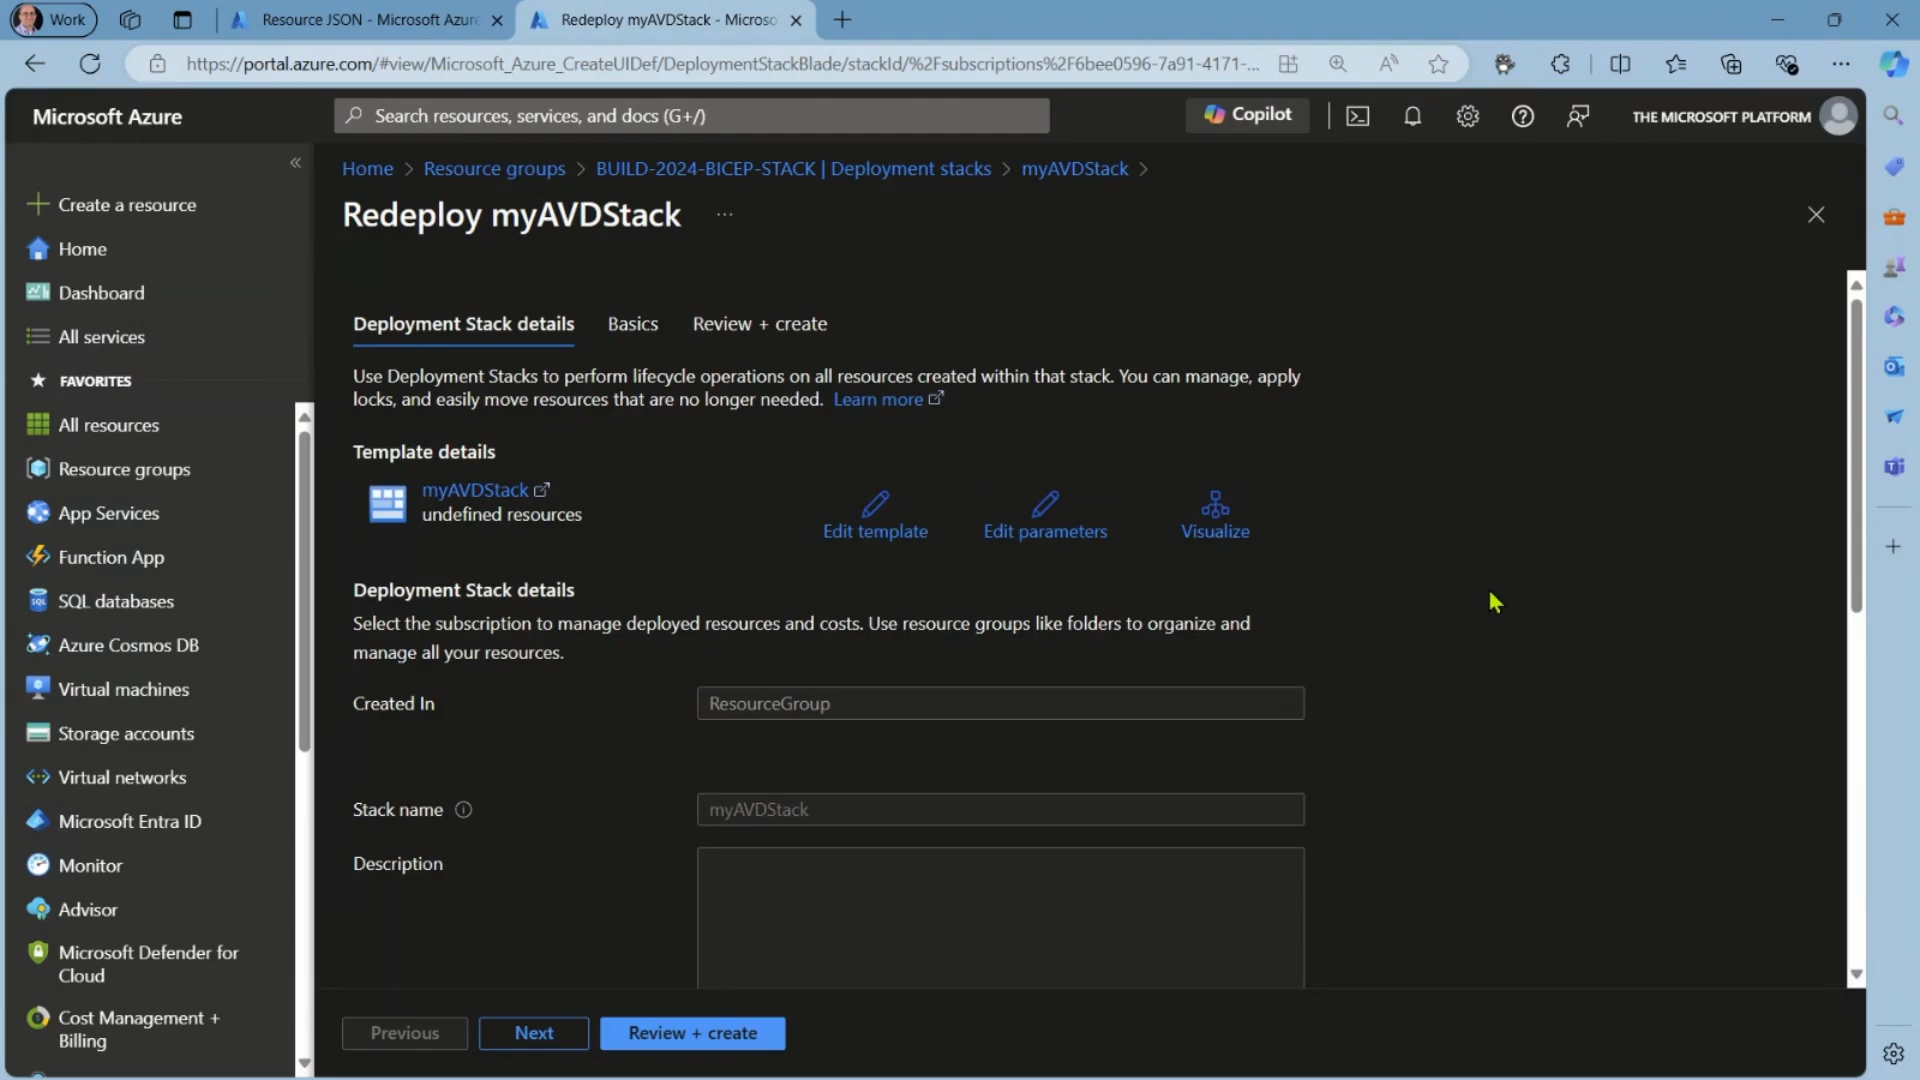 Work
Resource JSON - Microsoft Azure
Redeploy myAVDStack - Microso
https://portal.azure.com/#view/Microsoft_Azure_CreateUIDef/DeploymentStackBlade/stackId/%2Fsubscriptions%2F6bee0596-7a91-4171-...
Microsoft Azure
Search resources, services, and docs (G+/)
Copilot
THE MICROSOFT PLATFORM
Home > Resource groups > BUILD-2024-BICEP-STACK | Deployment stacks > myAVDStack >
Redeploy myAVDStack ...
Create a resource
Home
Dashboard
All services
FAVORITES
All resources
Resource groups
App Services
Function App
SQL databases
Azure Cosmos DB
Virtual machines
Storage accounts
Virtual networks
Microsoft Entra ID
Monitor
Advisor
Microsoft Defender for
Cloud
Cost Management +
Billing
Deployment Stack details
Basics
Review + create
Use Deployment Stacks to perform lifecycle operations on all resources created within that stack. You can manage, apply
locks, and easily move resources that are no longer needed. Learn more
Template details
myAVDStack
undefined resources
Edit template
Edit parameters
Visualize
Deployment Stack details
Select the subscription to manage deployed resources and costs. Use resource groups like folders to organize and
manage all your resources.
Created In
ResourceGroup
Stack name
myAVDStack
Description
Previous
Next
Review + create